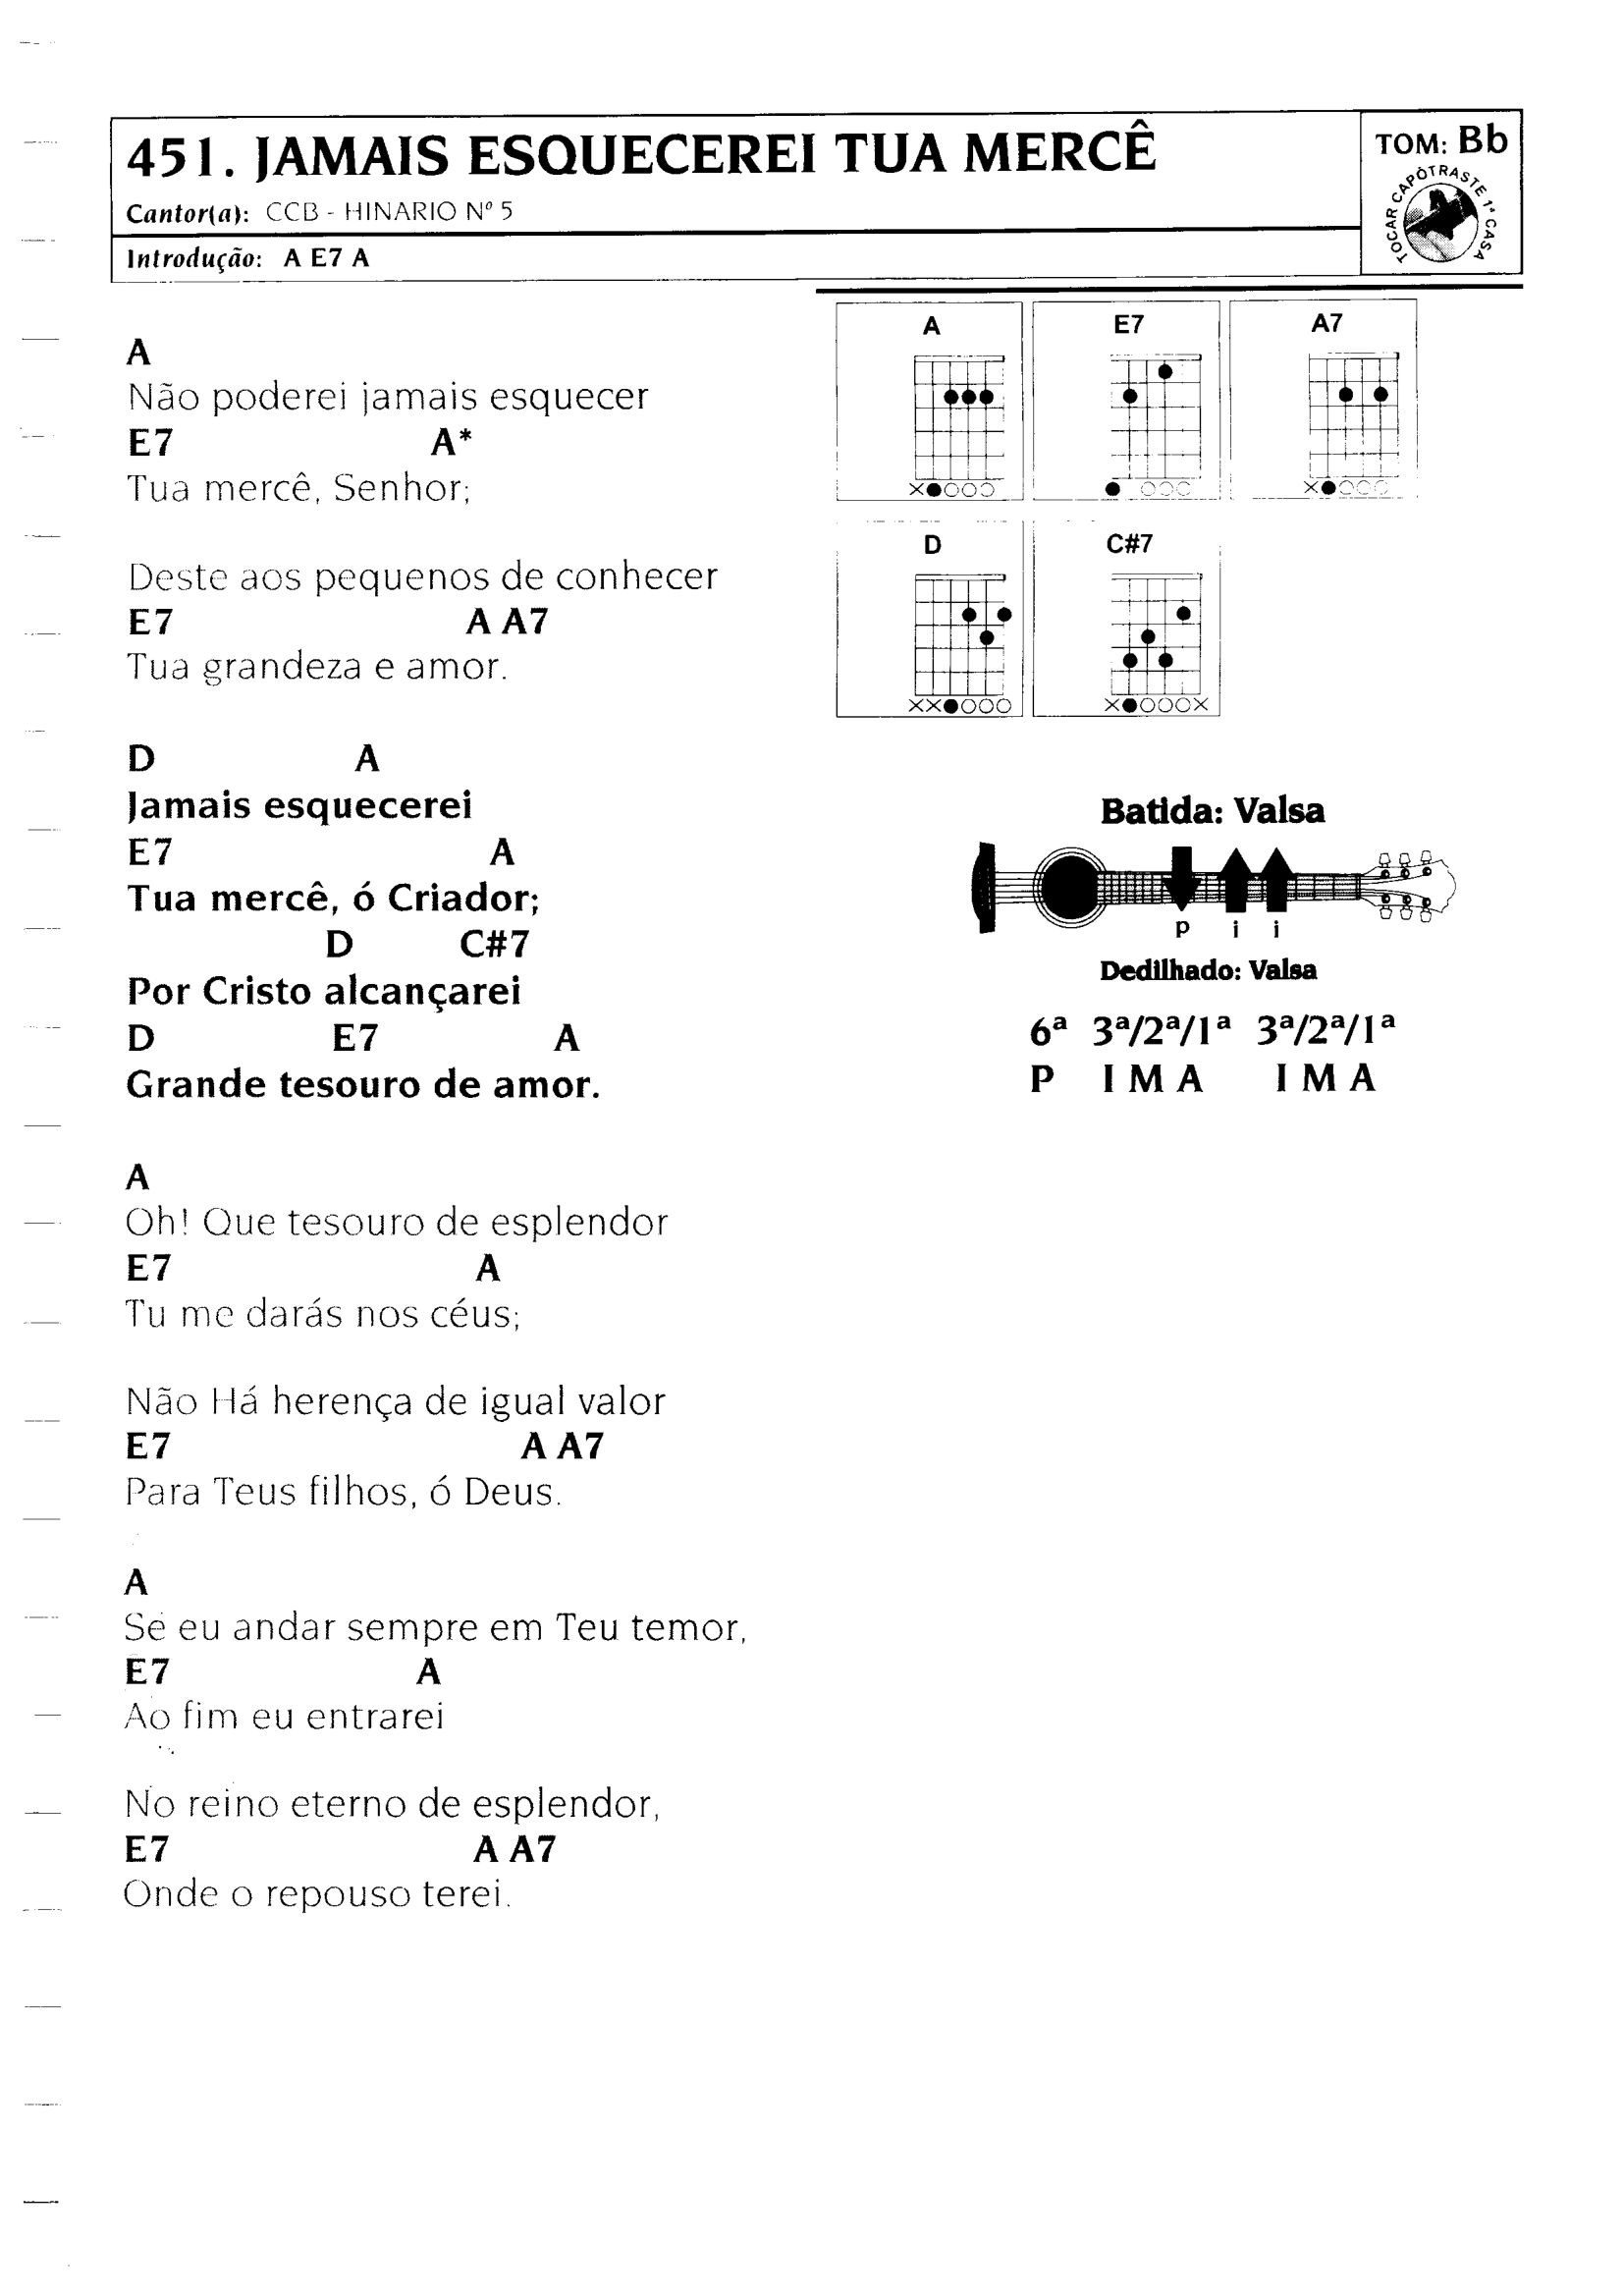 451. JAMAIS ESQUECEREI TUA MERCÊ
Cantor(a): CCB - HINARIO Nº 5
Introdução: A E7 A
TOM: Bb
TOCAR CAPÒTRASTE 1ª CASA
A
Não poderei jamais esquecer
E7 A*
Tua mercê, Senhor;
Deste aos pequenos de conhecer
E7 A A7
Tua grandeza e amor.
D A
Jamais esquecerei
E7 A
Tua mercê, ó Criador;
D C#7
Por Cristo alcançarei
D E7 A
Grande tesouro de amor.
A
Oh! Que tesouro de esplendor
E7 A
Tu me darás nos céus;
Não Há herença de igual valor
E7 A A7
Para Teus filhos, ó Deus.
A
Se eu andar sempre em Teu temor,
E7 A
Ao fim eu entrarei
No reino eterno de esplendor,
E7 A A7
Onde o repouso terei.
A E7 A7
D C#7
Batida: Valsa
p i i
Dedilhado: Valsa
6ª 3ª/2ª/1ª 3ª/2ª/1ª
P I M A I M A